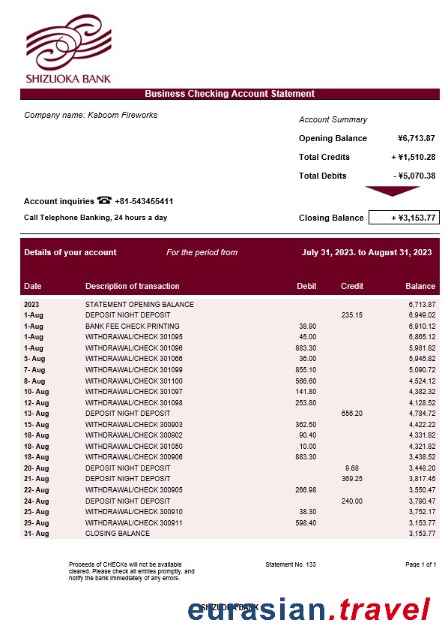 SHIZUOKA BANK
Business Checking Account Statement
Company name: Kaboom Fireworks
Account Summary
Opening Balance ¥6,713.87
Total Credits + ¥1,510.28
Total Debits - ¥5,070.38
Account inquiries ☎ +81-543455411
Call Telephone Banking, 24 hours a day
Closing Balance + ¥3,153.77
Details of your account For the period from July 31, 2023. to August 31, 2023
Date Description of transaction Debit Credit Balance
2023 STATEMENT OPENING BALANCE 6,713.87
1-Aug DEPOSIT NIGHT DEPOSIT 235.15 6,949.02
1-Aug BANK FEE CHECK PRINTING 38.90 6,910.12
1-Aug WITHDRAWAL/CHECK 301095 45.00 6,865.12
1-Aug WITHDRAWAL/CHECK 301096 883.30 5,981.82
5- Aug WITHDRAWAL/CHECK 301066 36.00 5,945.82
7- Aug WITHDRAWAL/CHECK 301099 855.10 5,090.72
8- Aug WITHDRAWAL/CHECK 301100 566.60 4,524.12
10- Aug WITHDRAWAL/CHECK 301097 141.80 4,382.32
12- Aug WITHDRAWAL/CHECK 301098 253.80 4,128.52
13- Aug DEPOSIT NIGHT DEPOSIT 656.20 4,784.72
15- Aug WITHDRAWAL/CHECK 300903 362.50 4,422.22
18- Aug WITHDRAWAL/CHECK 300902 90.40 4,331.82
18- Aug WITHDRAWAL/CHECK 301050 10.00 4,321.82
18- Aug WITHDRAWAL/CHECK 300906 883.30 3,438.52
20- Aug DEPOSIT NIGHT DEPOSIT 9.68 3,448.20
21- Aug DEPOSIT NIGHT DEPOSIT 369.25 3,817.45
22- Aug WITHDRAWAL/CHECK 300905 266.98 3,550.47
24- Aug DEPOSIT NIGHT DEPOSIT 240.00 3,790.47
25- Aug WITHDRAWAL/CHECK 300910 38.30 3,752.17
29- Aug WITHDRAWAL/CHECK 300911 598.40 3,153.77
31- Aug CLOSING BALANCE 3,153.77
Proceeds of CHECKs will not be available
cleared. Please check all entries promptly, and
notify the bank immediately of any errors.
Statement No. 133
Page 1 of 1
SHIZUOKA BANK
eurasian.travel